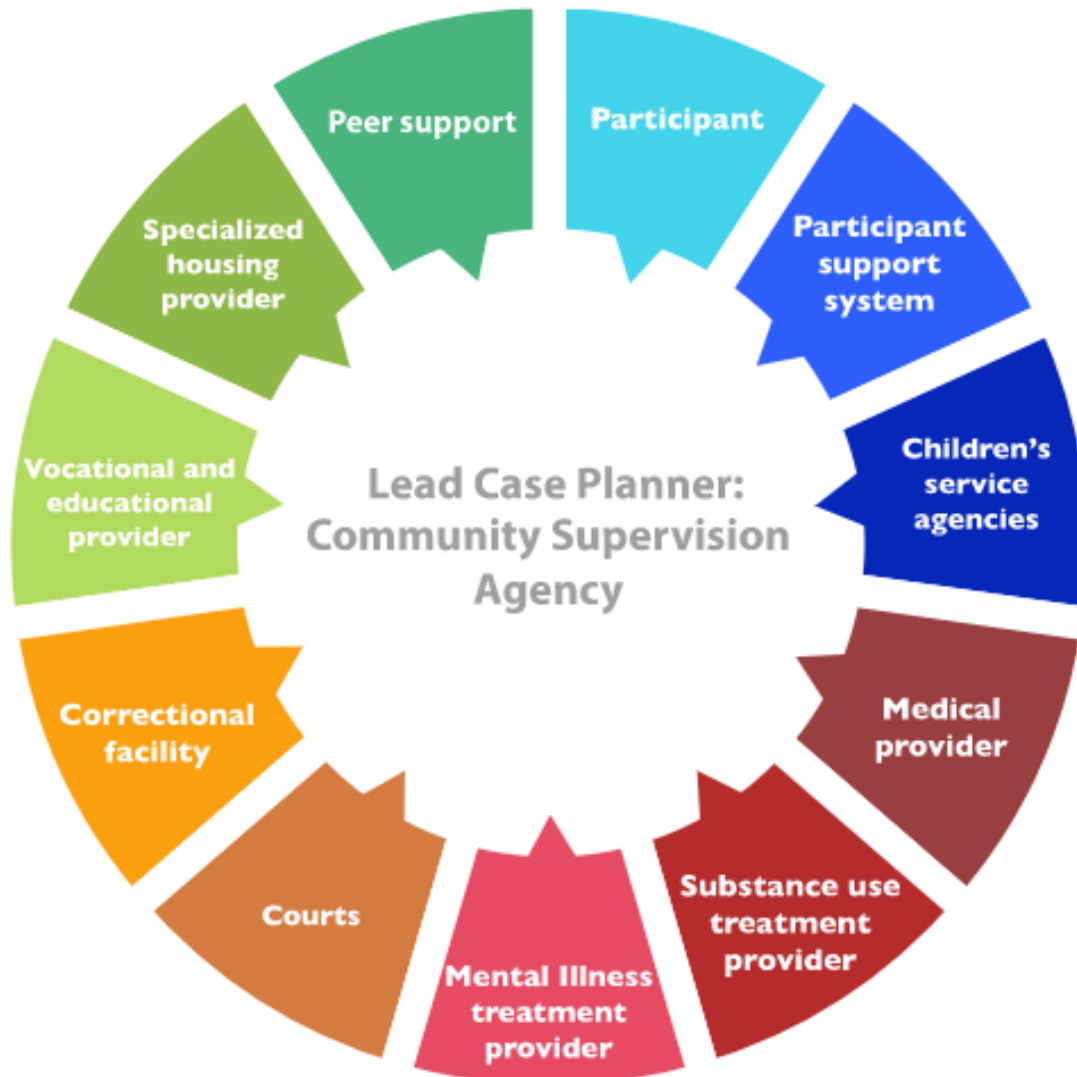 Peer support
Participant
Participant
support
system
Children's
service
agencies
Medical
provider
Substance use
treatment
provider
Mental Illness
treatment
provider
Courts
Correctional
facility
Vocational and
educational
provider
Specialized
housing
provider
Lead Case Planner:
Community Supervision
Agency